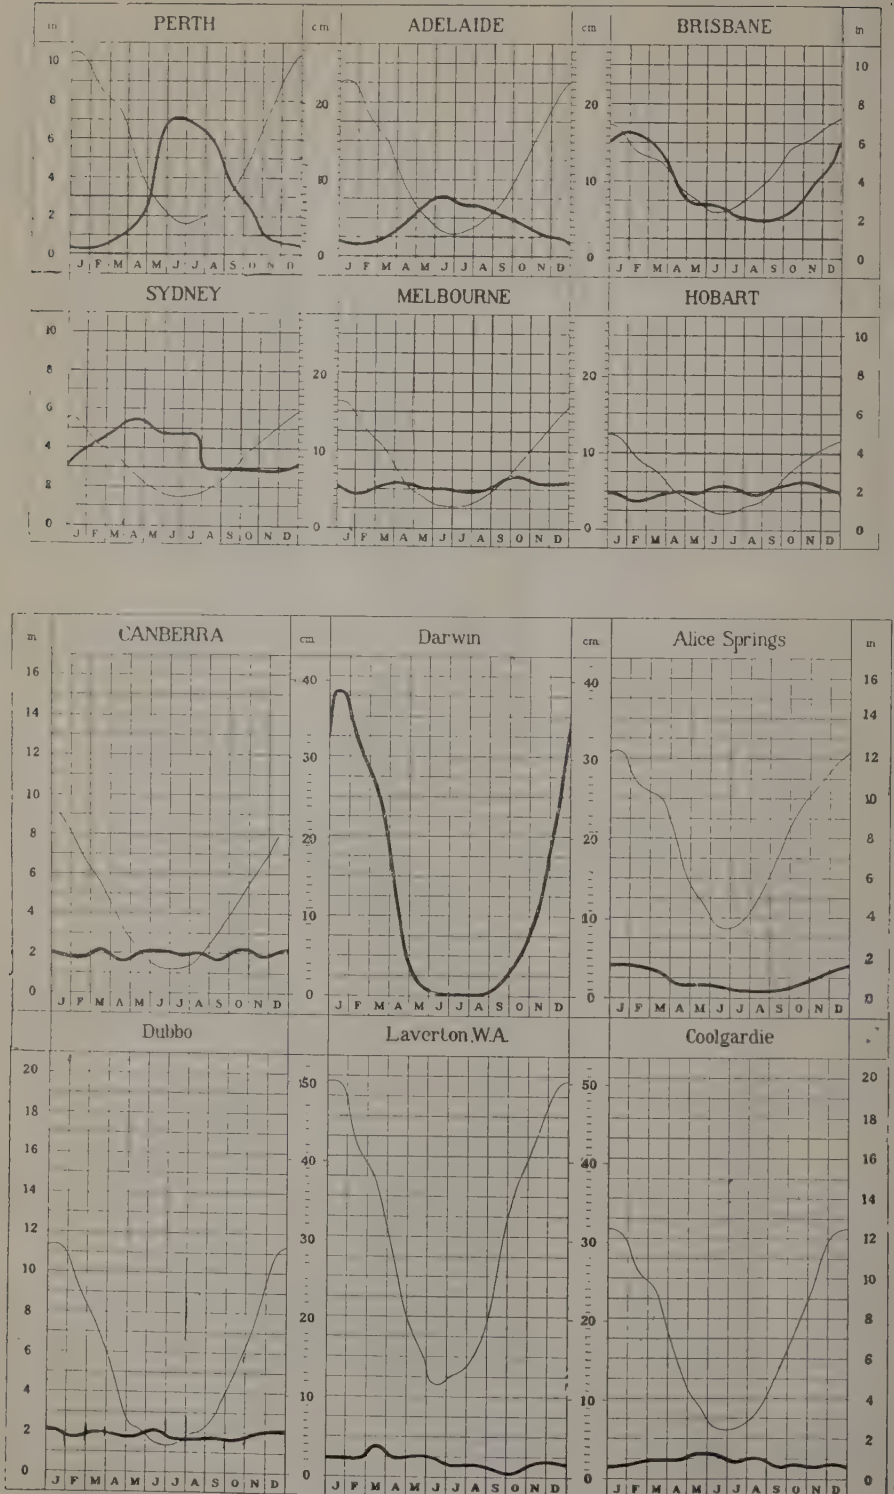 in PERTH cm ADELAIDE cm BRISBANE in
10 8 6 4 2 0
20 10 0
20 10 0
10 8 6 4 2 0
J F M A M J J A S O N D
J F M A M J J A S O N D
J F M A M J J A S O N D
SYDNEY MELBOURNE HOBART
10 8 6 4 2 0
20 10 0
20 10 0
10 8 6 4 2 0
J F M A M J J A S O N D
J F M A M J J A S O N D
J F M A M J J A S O N D
in CANBERRA cm. Darwin cm. Alice Springs in
16 14 12 10 8 6 4 2 0
40 30 20 10 0
40 30 20 10 0
16 14 12 10 8 6 4 2 0
J F M A M J J A S O N D
J F M A M J J A S O N D
J F M A M J J A S O N D
Dubbo Laverton, W.A. Coolgardie
20 18 16 14 12 10 8 6 4 2 0
50 40 30 20 10 0
50 40 30 20 10 0
20 18 16 14 12 10 8 6 4 2 0
J F M A M J J A S O N D
J F M A M J J A S O N D
J F M A M J J A S O N D